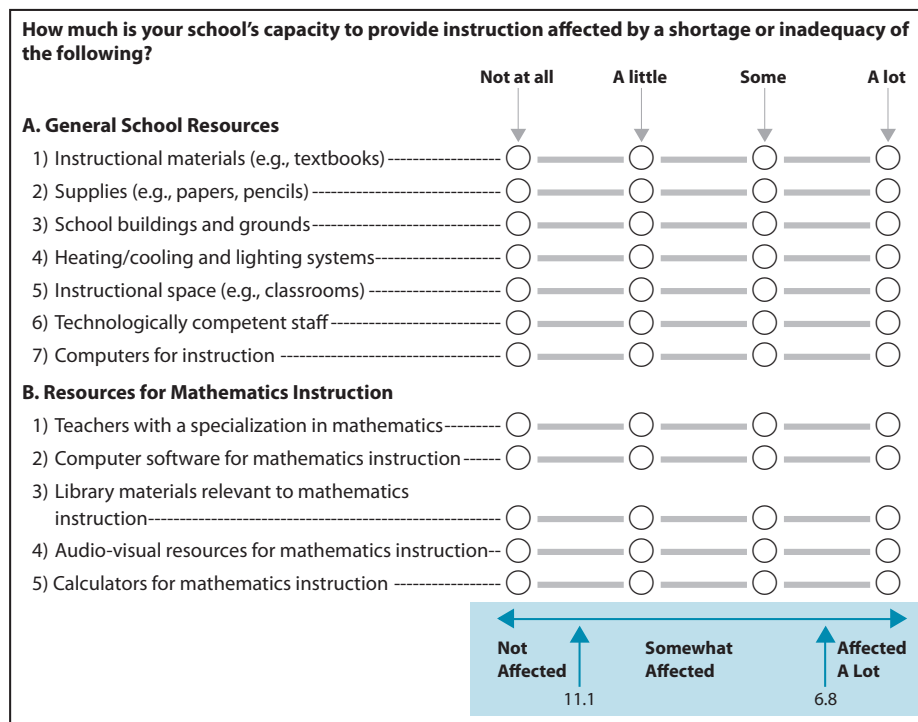 How much is your school's capacity to provide instruction affected by a shortage or inadequacy of
the following?
Not at all A little Some A lot
A. General School Resources
1) Instructional materials (e.g., textbooks)
2) Supplies (e.g., papers, pencils)
3) School buildings and grounds
4) Heating/cooling and lighting systems
5) Instructional space (e.g., classrooms)
6) Technologically competent staff
7) Computers for instruction
B. Resources for Mathematics Instruction
1) Teachers with a specialization in mathematics
2) Computer software for mathematics instruction
3) Library materials relevant to mathematics
instruction
4) Audio-visual resources for mathematics instruction
5) Calculators for mathematics instruction
Not Somewhat Affected
Affected Affected A Lot
11.1 6.8